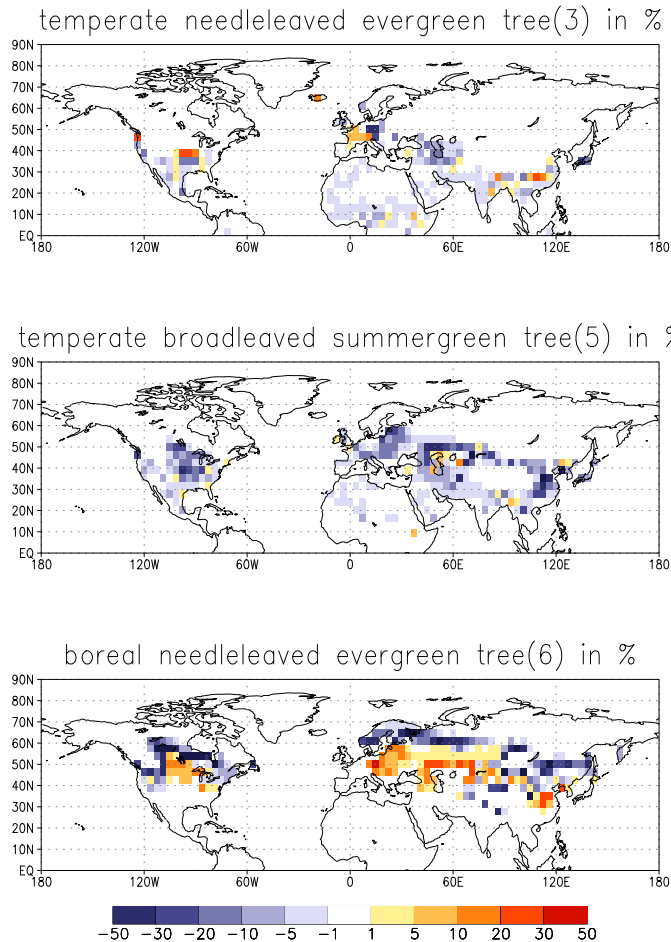 temperate needleleaved evergreen tree(3) in %
90N
80N
70N
60N
50N
40N
30N
20N
10N
EQ
180 120W 60W 0 60E 120E 180
temperate broadleaved summergreen tree(5) in %
90N
80N
70N
60N
50N
40N
30N
20N
10N
EQ
180 120W 60W 0 60E 120E 180
boreal needleleaved evergreen tree(6) in %
90N
80N
70N
60N
50N
40N
30N
20N
10N
EQ
180 120W 60W 0 60E 120E 180
-50 -30 -20 -10 -5 -1 1 5 10 20 30 50